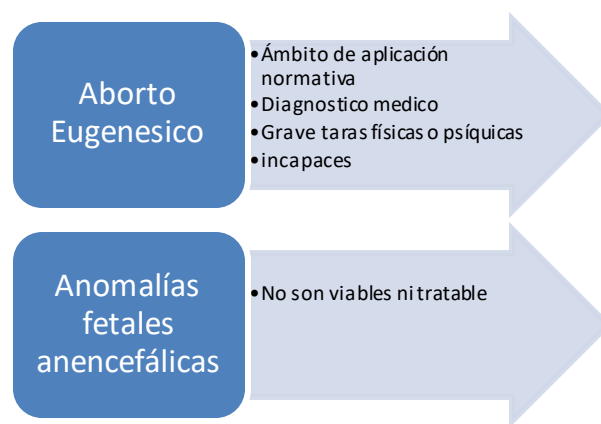 Aborto
Eugenesico
•Ámbito de aplicación
normativa
•Diagnostico medico
•Grave taras físicas o psíquicas
•incapaces
Anomalías
fetales
anencefálicas
•No son viables ni tratable